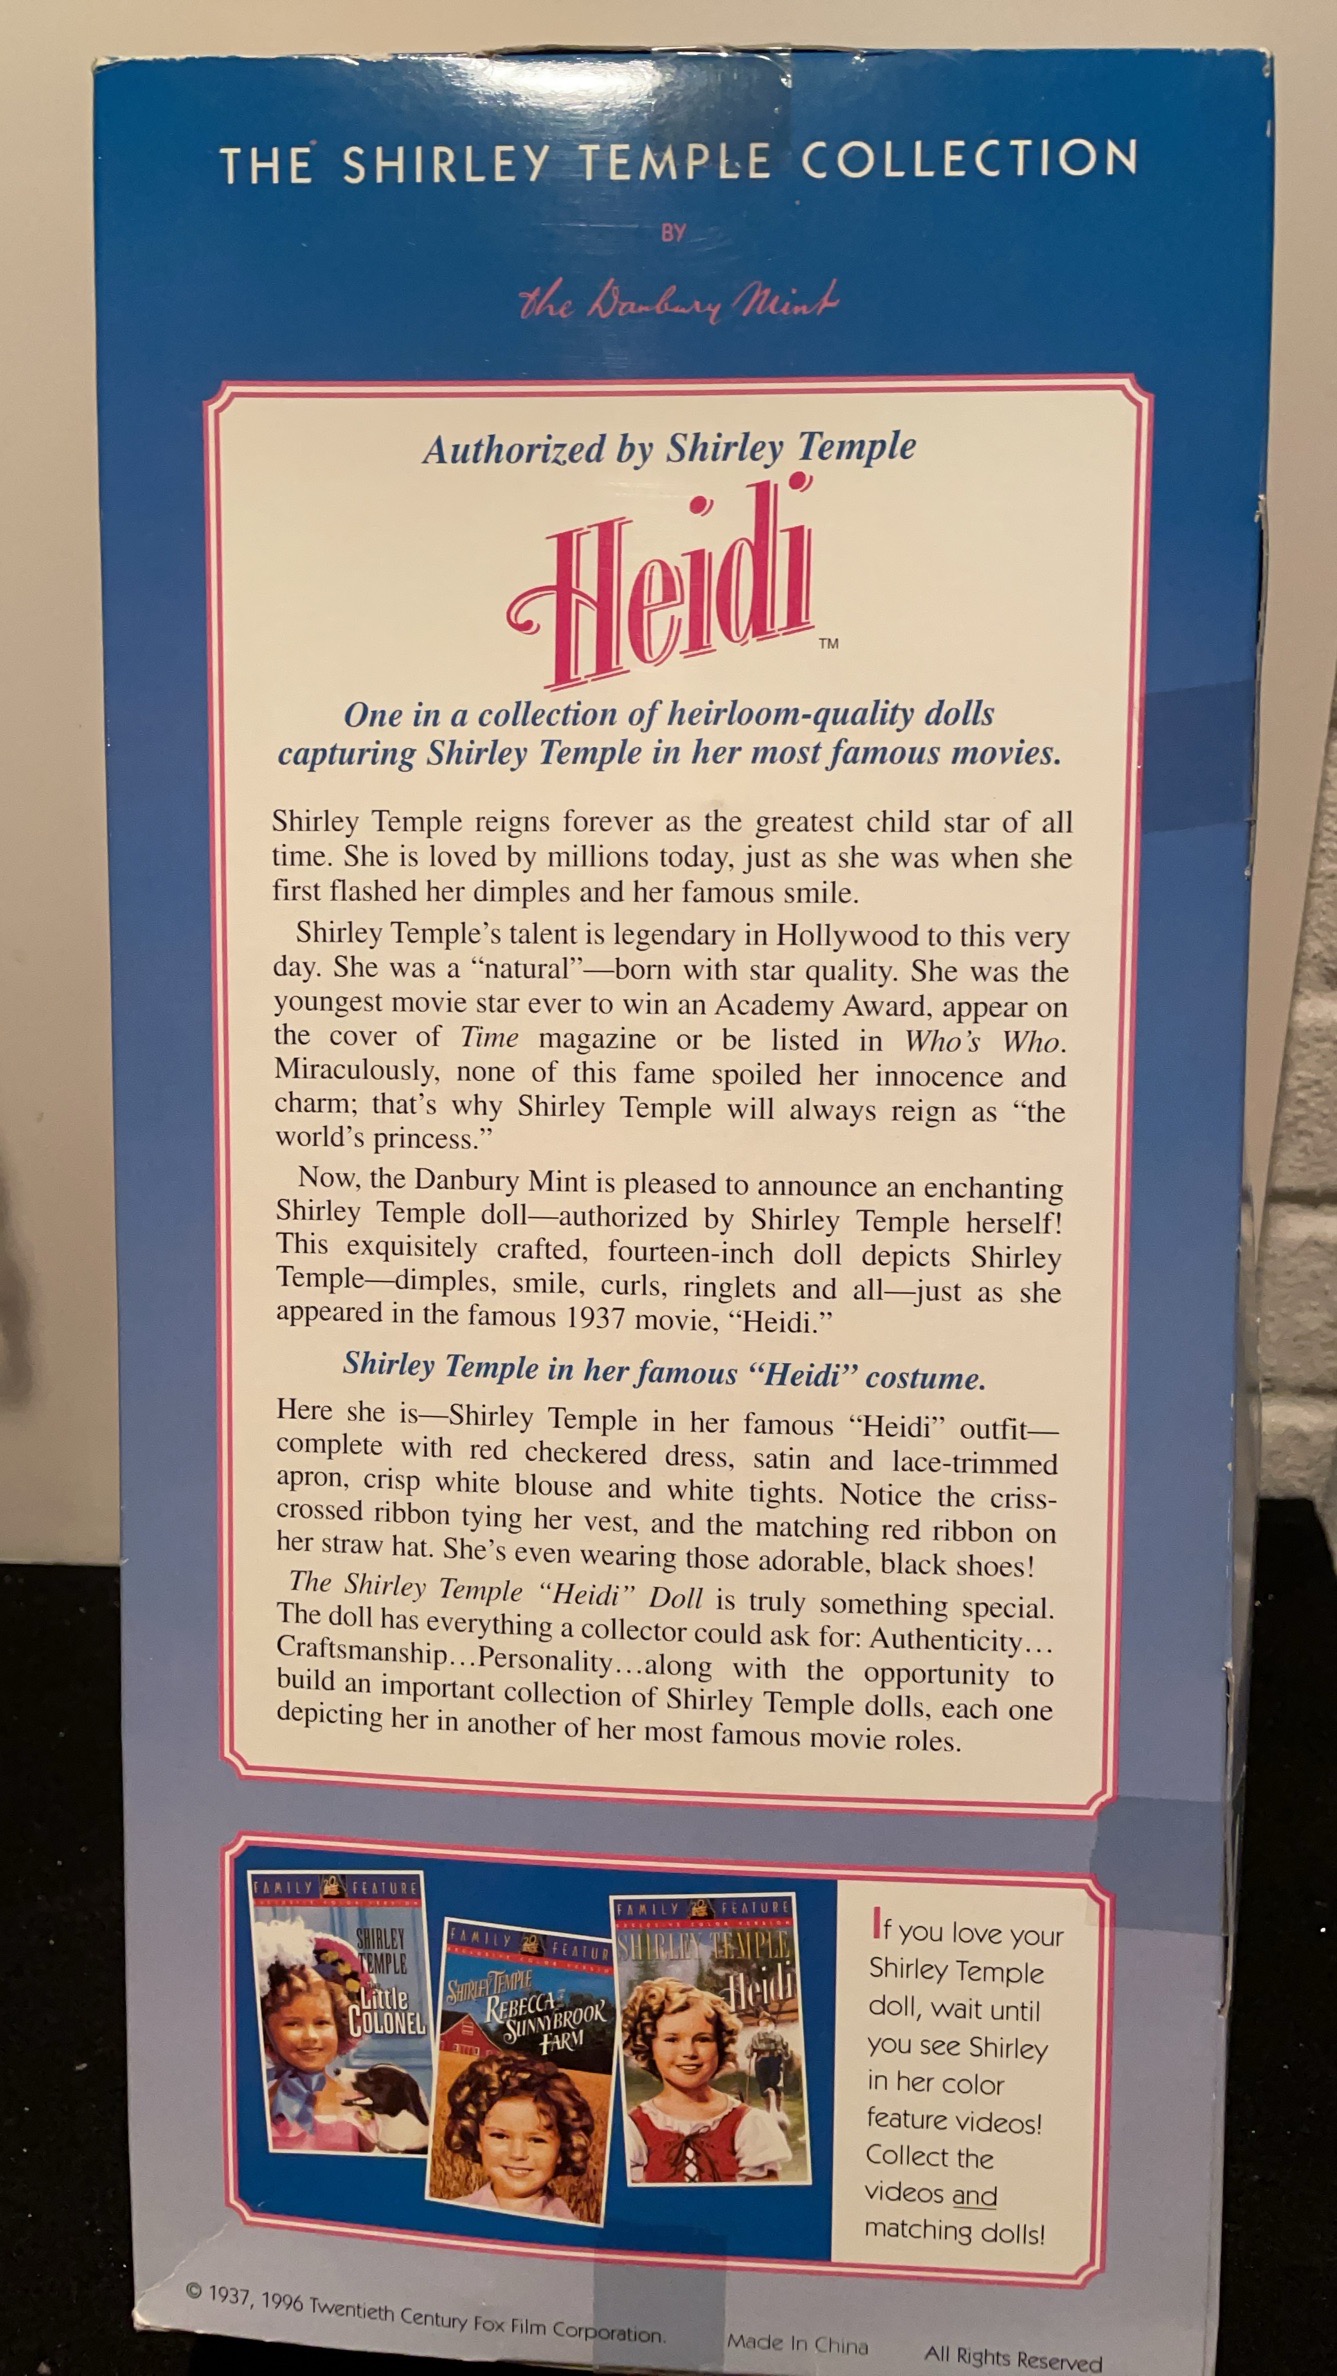 THE SHIRLEY TEMPLE COLLECTION
BY
the Danbury Mint
Authorized by Shirley Temple
Heidi™
One in a collection of heirloom-quality dolls
capturing Shirley Temple in her most famous movies.
Shirley Temple reigns forever as the greatest child star of all
time. She is loved by millions today, just as she was when she
first flashed her dimples and her famous smile.
Shirley Temple's talent is legendary in Hollywood to this very
day. She was a “natural”—born with star quality. She was the
youngest movie star ever to win an Academy Award, appear on
the cover of Time magazine or be listed in Who's Who.
Miraculously, none of this fame spoiled her innocence and
charm; that's why Shirley Temple will always reign as “the
world's princess.”
Now, the Danbury Mint is pleased to announce an enchanting
Shirley Temple doll—authorized by Shirley Temple herself!
This exquisitely crafted, fourteen-inch doll depicts Shirley
Temple—dimples, smile, curls, ringlets and all—just as she
appeared in the famous 1937 movie, “Heidi.”
Shirley Temple in her famous “Heidi” costume.
Here she is—Shirley Temple in her famous “Heidi” outfit—
complete with red checkered dress, satin and lace-trimmed
apron, crisp white blouse and white tights. Notice the criss-
crossed ribbon tying her vest, and the matching red ribbon on
her straw hat. She's even wearing those adorable, black shoes!
The Shirley Temple “Heidi” Doll is truly something special.
The doll has everything a collector could ask for: Authenticity…
Craftsmanship…Personality…along with the opportunity to
build an important collection of Shirley Temple dolls, each one
depicting her in another of her most famous movie roles.
FAMILY FEATURE
SHIRLEY
TEMPLE
Little
COLONEL
FAMILY FEATUR
SHIRLEY TEMPLE
REBECCA OF
SUNNYBROOK
FARM
FAMILY FEATURE
EXCLUSIVE COLOR VERSION
SHIRLEY TEMPLE
Heidi
If you love your
Shirley Temple
doll, wait until
you see Shirley
in her color
feature videos!
Collect the
videos and
matching dolls!
© 1937, 1996 Twentieth Century Fox Film Corporation.
Made In China
All Rights Reserved